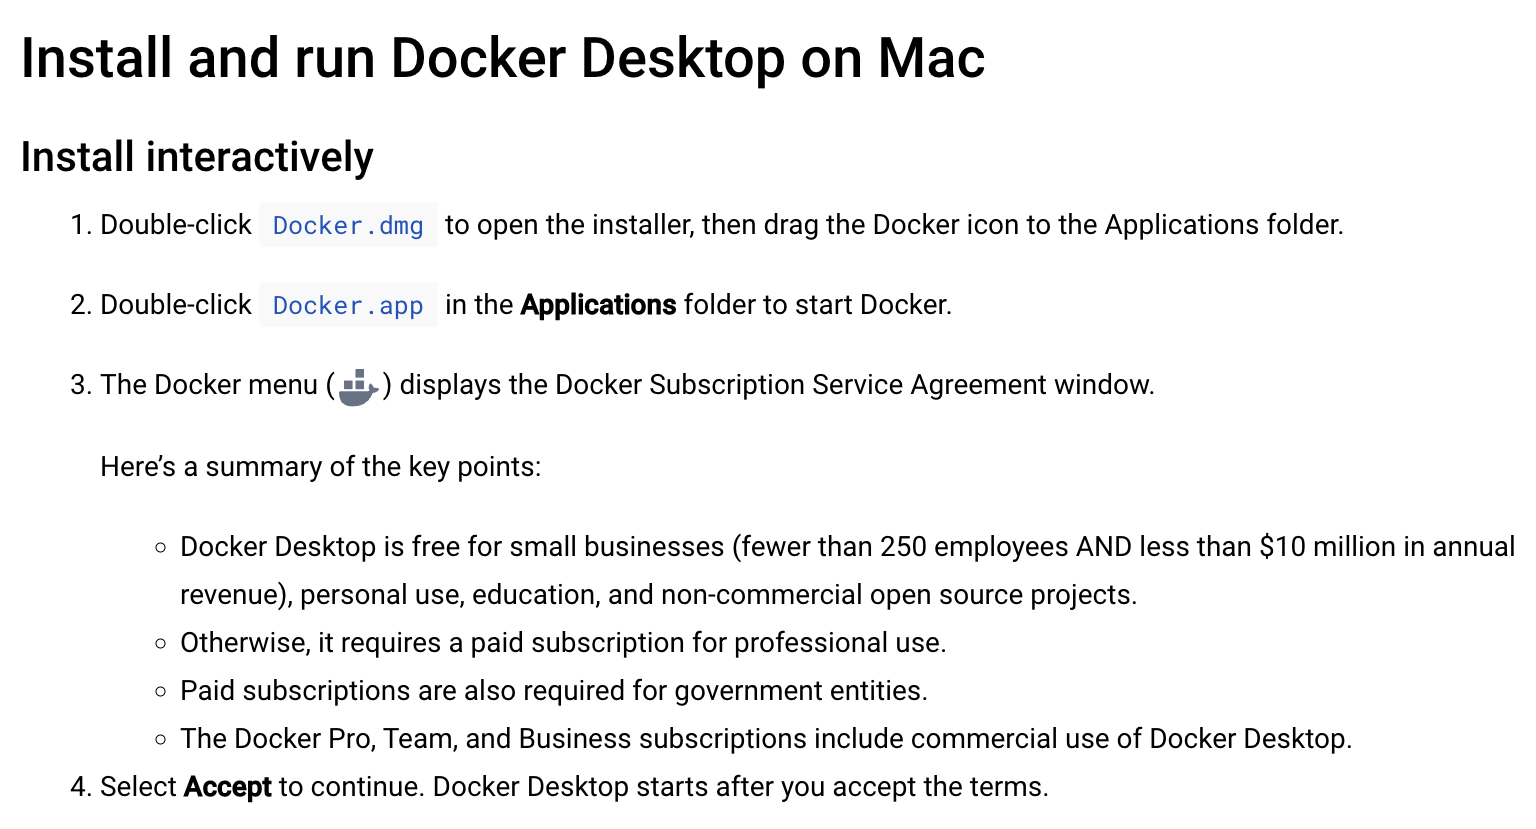 Install and run Docker Desktop on Mac
Install interactively
1. Double-click Docker.dmg to open the installer, then drag the Docker icon to the Applications folder.
2. Double-click Docker.app in the Applications folder to start Docker.
3. The Docker menu ( ) displays the Docker Subscription Service Agreement window.
Here’s a summary of the key points:
◦ Docker Desktop is free for small businesses (fewer than 250 employees AND less than $10 million in annual
revenue), personal use, education, and non-commercial open source projects.
◦ Otherwise, it requires a paid subscription for professional use.
◦ Paid subscriptions are also required for government entities.
◦ The Docker Pro, Team, and Business subscriptions include commercial use of Docker Desktop.
4. Select Accept to continue. Docker Desktop starts after you accept the terms.